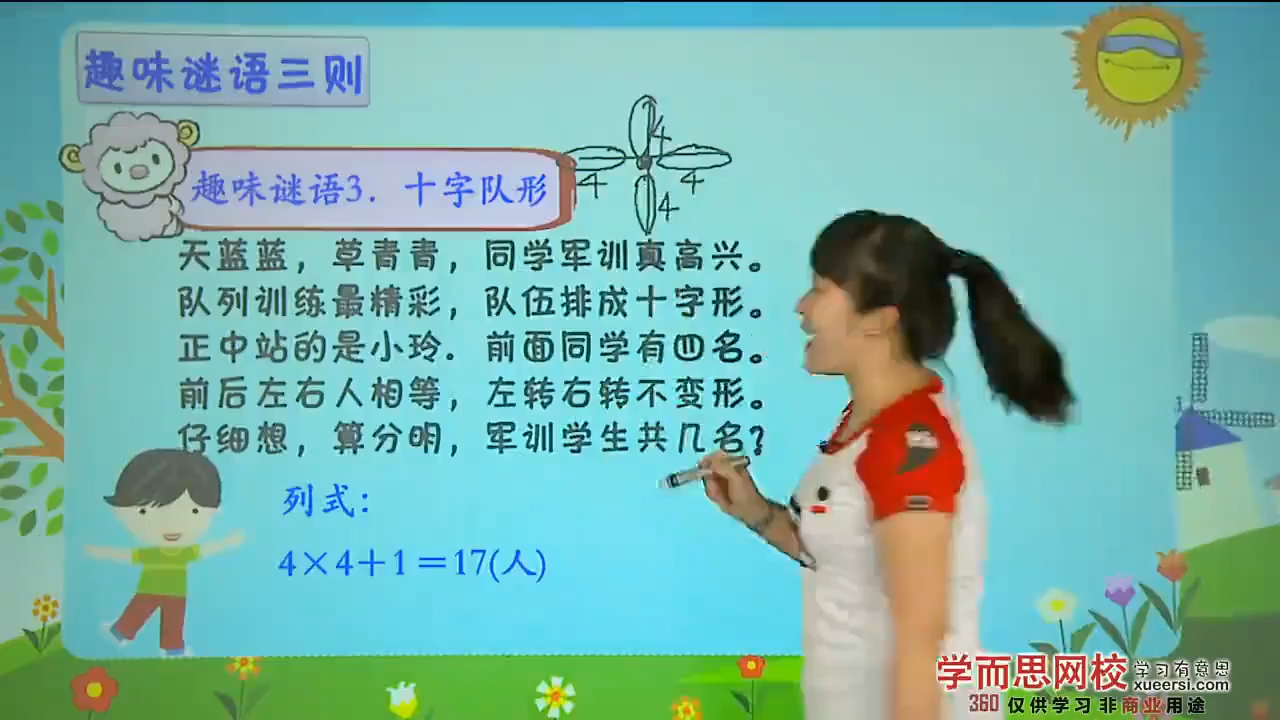 趣味谜语三则
4
4
4
4
趣味谜语3. 十字队形
天蓝蓝，草青青，同学军训真高兴。
队列训练最精彩，队伍排成十字形。
正中站的是小玲。前面同学有四名。
前后左右人相等，左转右转不变形。
仔细想，算分明，军训学生共几名?
列式:
4×4+1=17(人)
学而思网校 学习有意思
xueersi.com
360 仅供学习 非商业用途